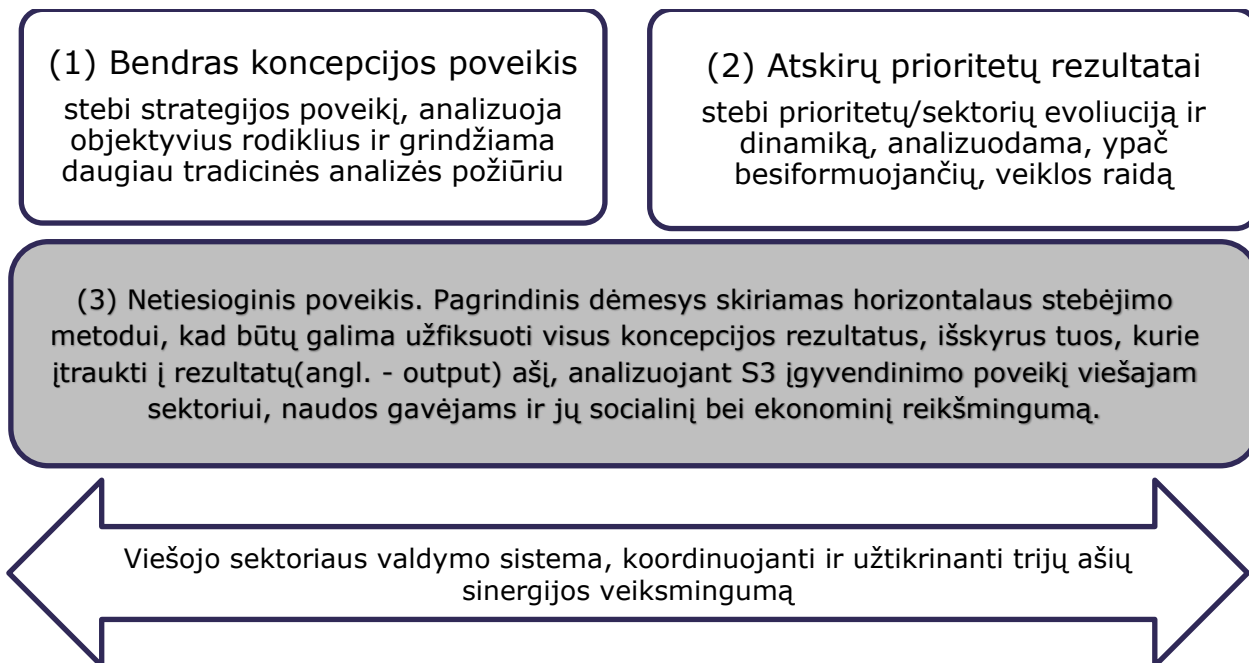 (1) Bendras koncepcijos poveikis
stebi strategijos poveikį, analizuoja
objektyvius rodiklius ir grindžiama
daugiau tradicinės analizės požiūriu
(2) Atskirų prioritetų rezultatai
stebi prioritetų/sektorių evoliuciją ir
dinamiką, analizuodama, ypač
besiformuojančių, veiklos raidą
(3) Netiesioginis poveikis. Pagrindinis dėmesys skiriamas horizontalaus stebėjimo
metodui, kad būtų galima užfiksuoti visus koncepcijos rezultatus, išskyrus tuos, kurie
įtraukti į rezultatų(angl. - output) ašį, analizuojant S3 įgyvendinimo poveikį viešajam
sektoriui, naudos gavėjams ir jų socialinį bei ekonominį reikšmingumą.
Viešojo sektoriaus valdymo sistema, koordinuojanti ir užtikrinanti trijų ašių
sinergijos veiksmingumą